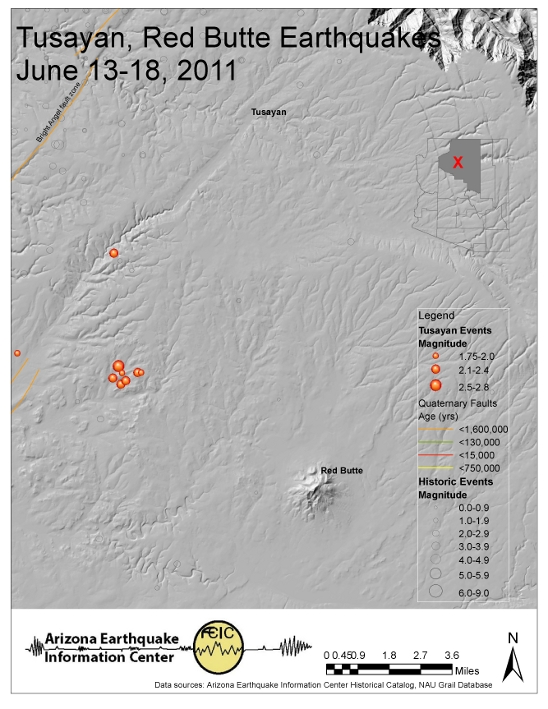 Tusayan, Red Butte Earthquakes
June 13-18, 2011
Bright Angel fault zone
Tusayan
X
Legend
Tusayan Events
Magnitude
1.75-2.0
2.1-2.4
2.5-2.8
Quaternary Faults
Age (yrs)
<1,600,000
<130,000
<15,000
<750,000
Historic Events
Magnitude
0.0-0.9
1.0-1.9
2.0-2.9
3.0-3.9
4.0-4.9
5.0-5.9
6.0-9.0
Red Butte
Arizona Earthquake
Information Center
AEIC
N
0 0.45 0.9 1.8 2.7 3.6
Miles
Data sources: Arizona Earthquake Information Center Historical Catalog, NAU Grail Database